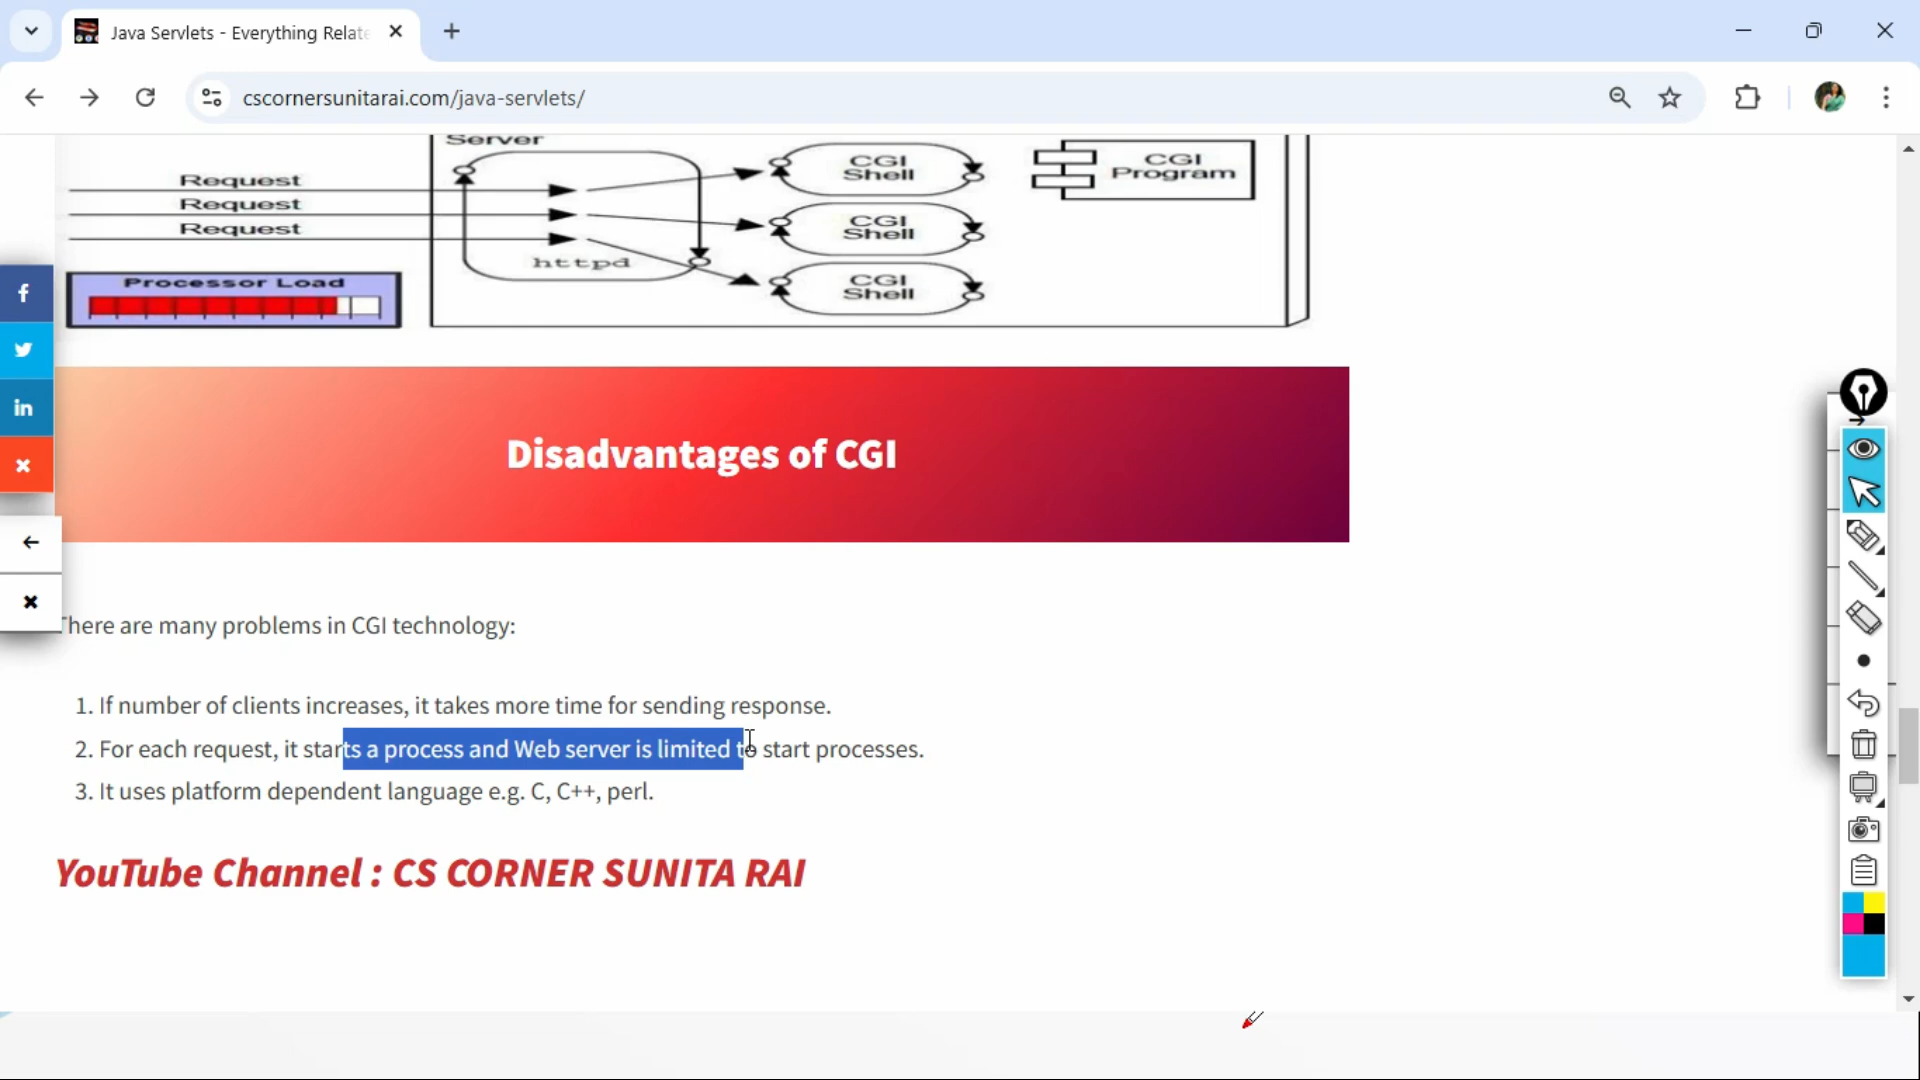 Java Servlets - Everything Relate
cscornersunitarai.com/java-servlets/
Server
Request
Request
Request
httpd
CGI
Shell
CGI
Shell
CGI
Shell
CGI
Program
Processor Load
Disadvantages of CGI
There are many problems in CGI technology:
1. If number of clients increases, it takes more time for sending response.
2. For each request, it starts a process and Web server is limited to start processes.
3. It uses platform dependent language e.g. C, C++, perl.
YouTube Channel : CS CORNER SUNITA RAI